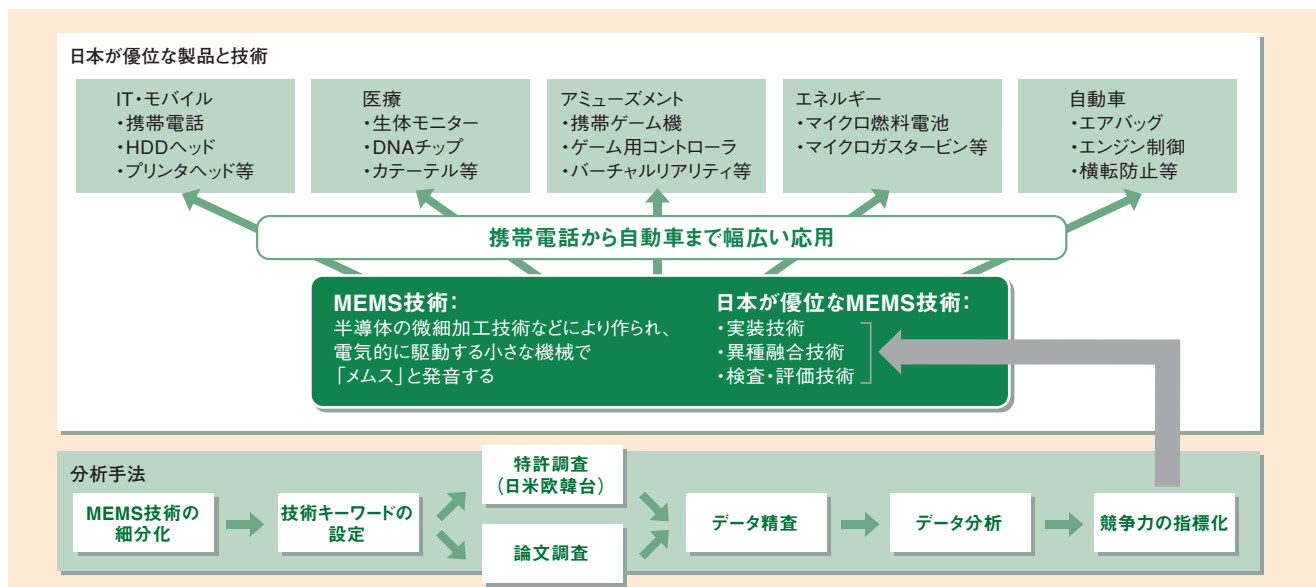 日本が優位な製品と技術
IT・モバイル
・携帯電話
・HDDヘッド
・プリンタヘッド等
医療
・生体モニター
・DNAチップ
・カテーテル等
アミューズメント
・携帯ゲーム機
・ゲーム用コントローラ
・バーチャルリアリティ等
エネルギー
・マイクロ燃料電池
・マイクロガスタービン等
自動車
・エアバッグ
・エンジン制御
・横転防止等
携帯電話から自動車まで幅広い応用
MEMS技術：
半導体の微細加工技術などにより作られ、
電気的に駆動する小さな機械で
「メムス」と発音する
日本が優位なMEMS技術：
・実装技術
・異種融合技術
・検査・評価技術
分析手法
MEMS技術の
細分化
技術キーワードの
設定
特許調査
（日米欧韓台）
論文調査
データ精査
データ分析
競争力の指標化